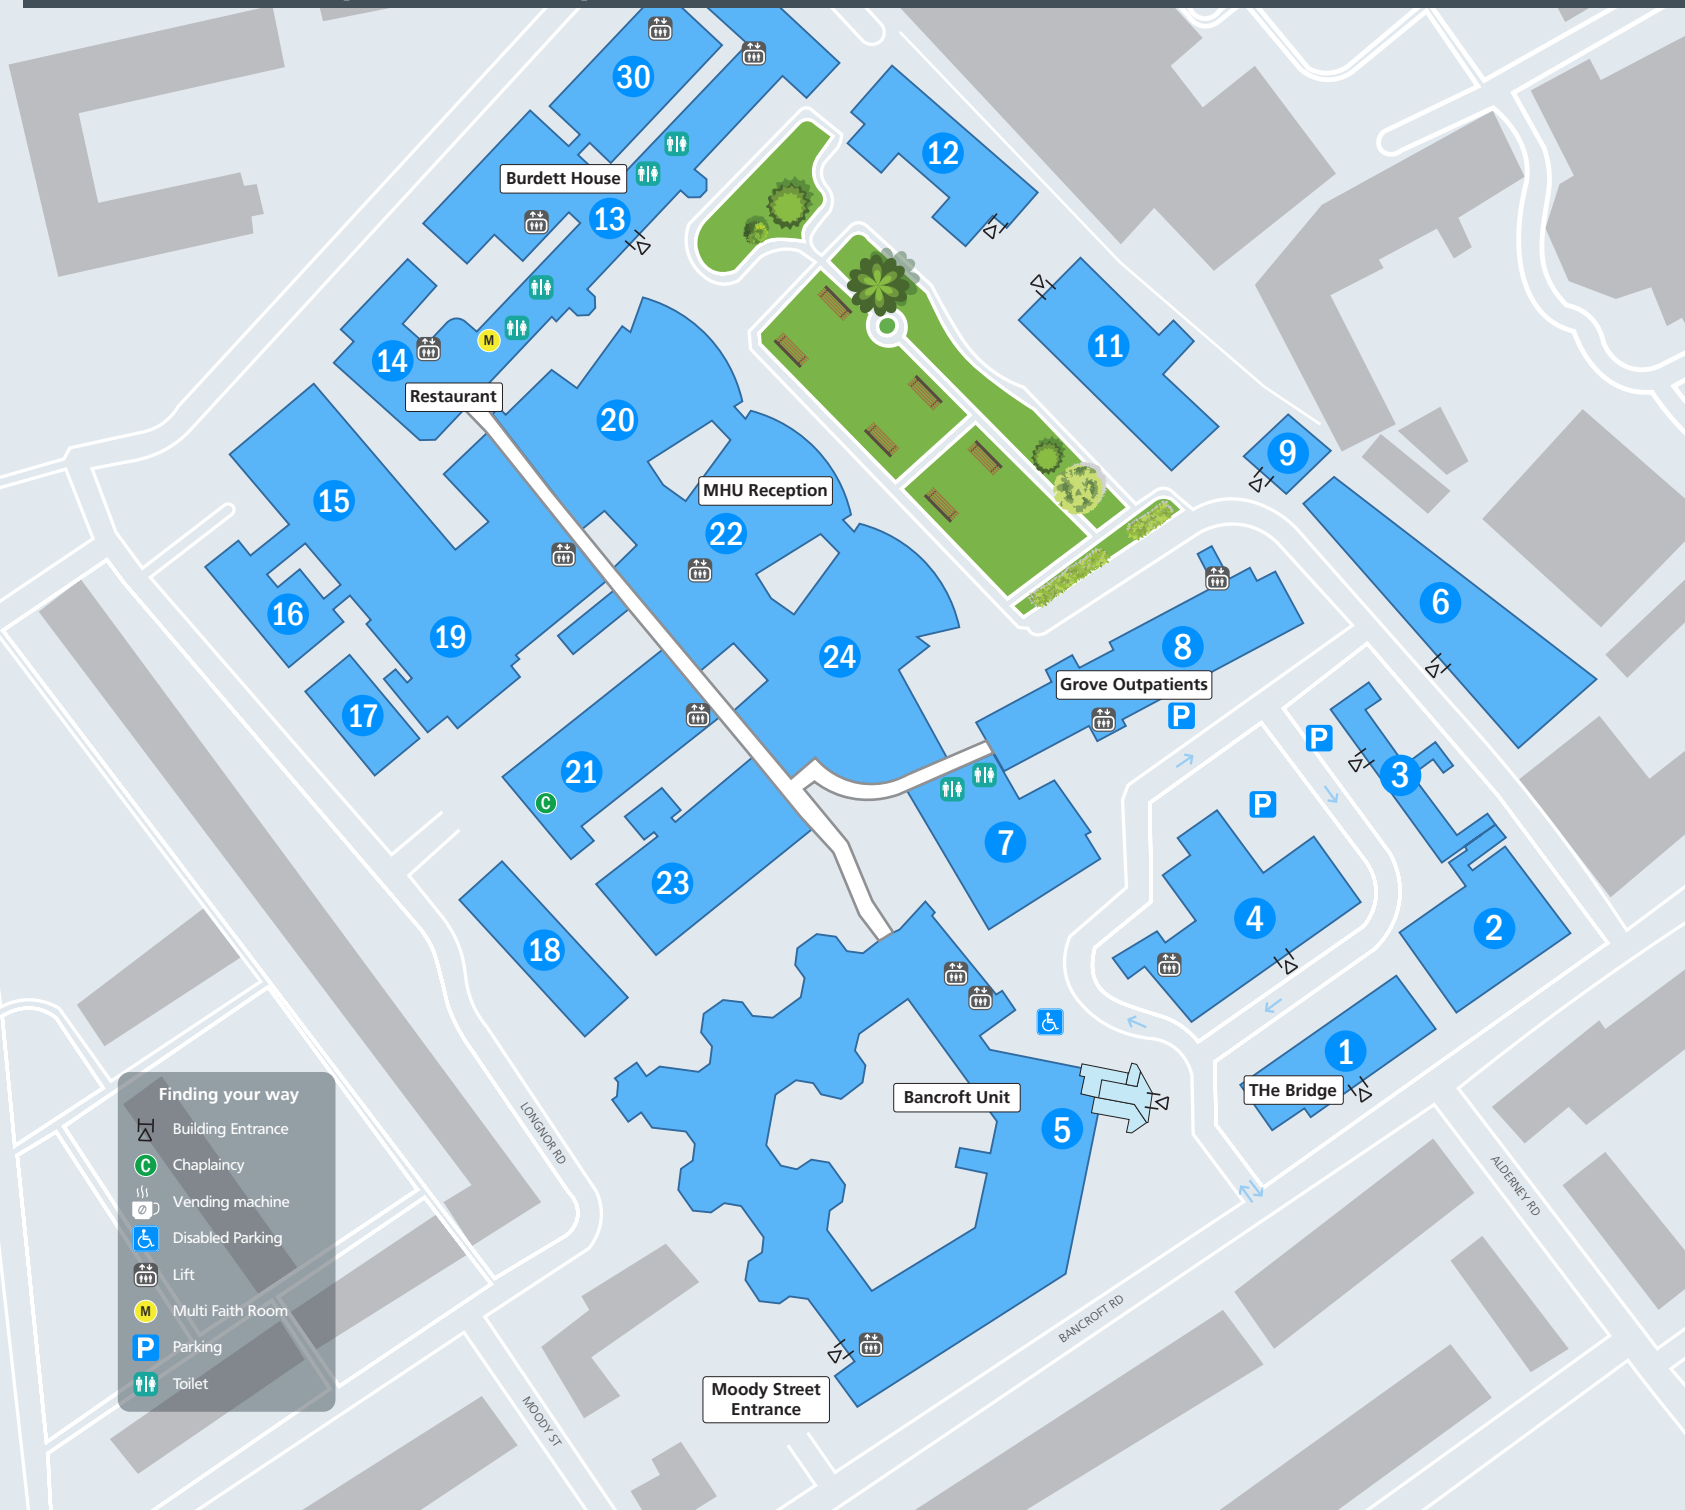 30
12
Burdett House
13
M
11
14
Restaurant
20
9
15
MHU Reception
22
6
16
19
8
24
Grove Outpatients
17
P
P
3
21
C
P
7
23
4
2
18
1
THe Bridge
Bancroft Unit
5
Finding your way
Building Entrance
C Chaplaincy
Vending machine
Disabled Parking
Lift
M Multi Faith Room
P Parking
Toilet
LONGNOR RD
ALDERNEY RD
BANCROFT RD
Moody Street
Entrance
MOODY ST